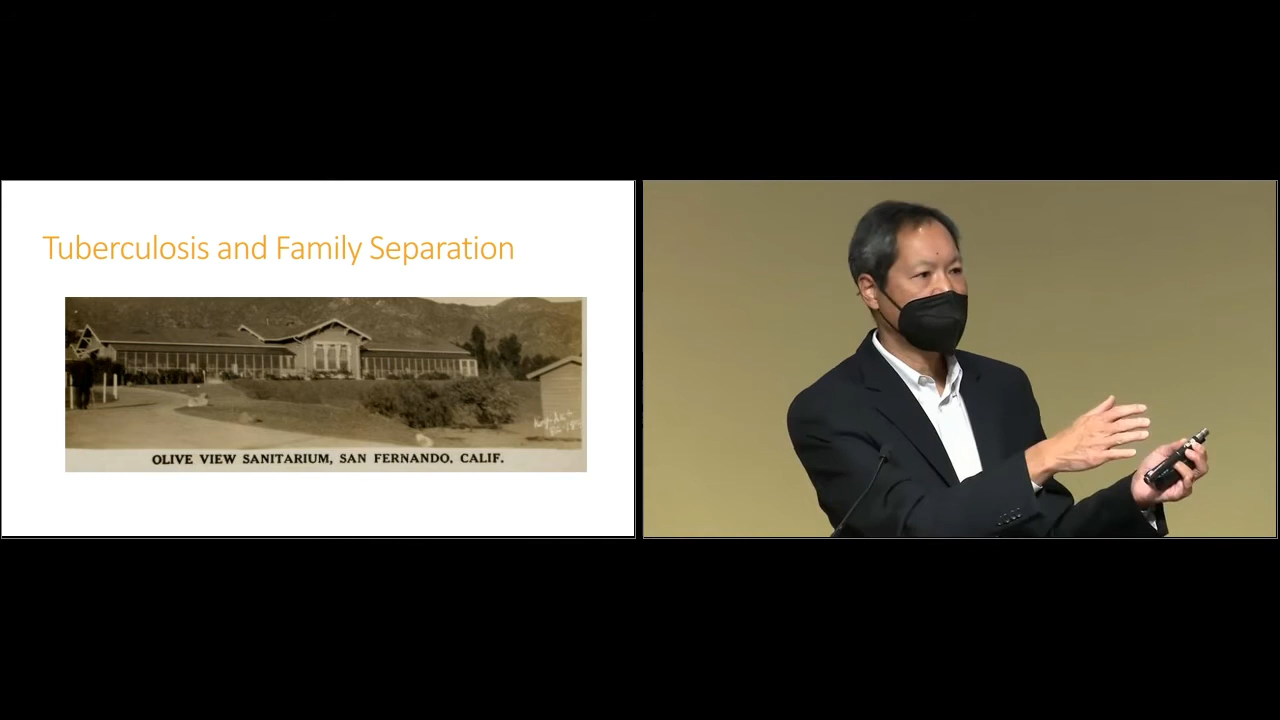 Tuberculosis and Family Separation
OLIVE VIEW SANITARIUM, SAN FERNANDO, CALIF.